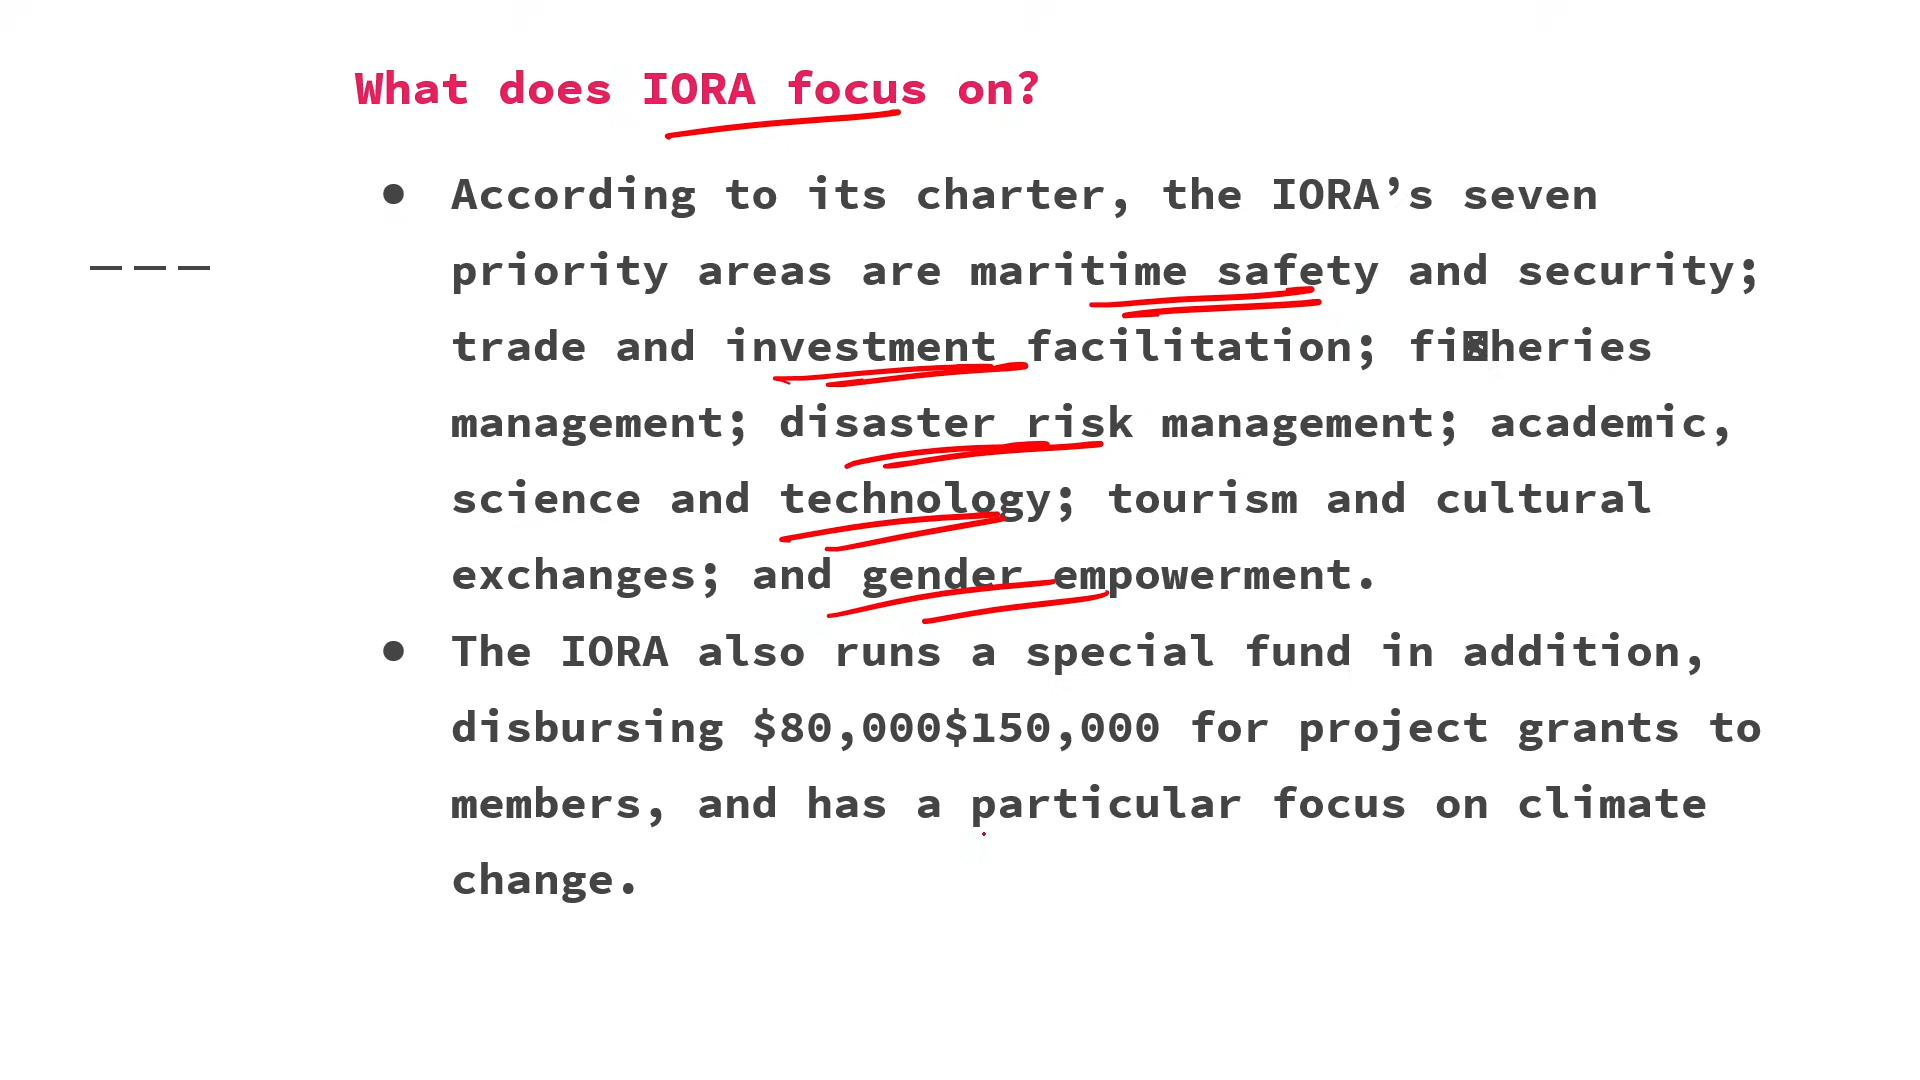 What does IORA focus on?
● According to its charter, the IORA’s seven
priority areas are maritime safety and security;
trade and investment facilitation; fisheries
management; disaster risk management; academic,
science and technology; tourism and cultural
exchanges; and gender empowerment.
● The IORA also runs a special fund in addition,
disbursing $80,000$150,000 for project grants to
members, and has a particular focus on climate
change.